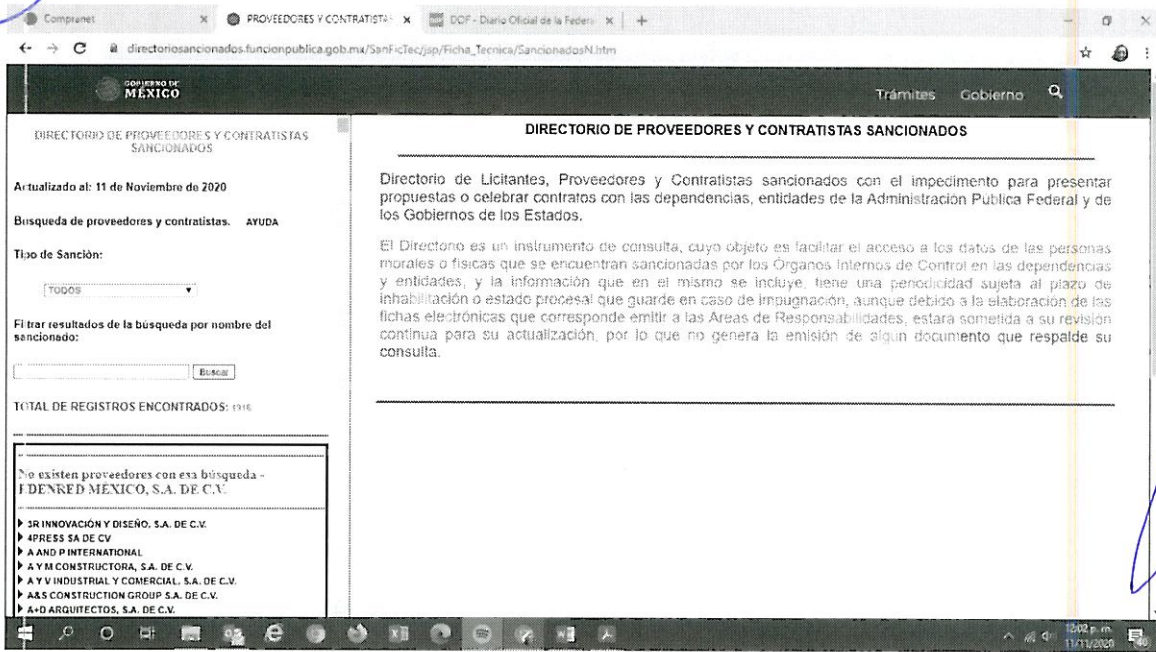 Compranet
PROVEEDORES Y CONTRATISTA
DOF - Diario Oficial de la Federa
directoriosancionados.funcionpublica.gob.mx/SanFicTec/jsp/Ficha_Tecnica/SancionadosN.htm
GOBIERNO DE
MÉXICO
Trámites Gobierno
DIRECTORIO DE PROVEEDORES Y CONTRATISTAS
SANCIONADOS
Actualizado al: 11 de Noviembre de 2020
Busqueda de proveedores y contratistas. AYUDA
Tipo de Sanción:
TODOS
Filtrar resultados de la búsqueda por nombre del
sancionado:
Buscar
TOTAL DE REGISTROS ENCONTRADOS: 1916
No existen proveedores con esa búsqueda -
EDENRED MÉXICO, S.A. DE C.V.
3R INNOVACIÓN Y DISEÑO, S.A. DE C.V.
4PRESS SA DE CV
A AND P INTERNATIONAL
A Y M CONSTRUCTORA, S.A. DE C.V.
A Y V INDUSTRIAL Y COMERCIAL, S.A. DE C.V.
A&S CONSTRUCTION GROUP S.A. DE C.V.
A+D ARQUITECTOS, S.A. DE C.V.
DIRECTORIO DE PROVEEDORES Y CONTRATISTAS SANCIONADOS
Directorio de Licitantes, Proveedores y Contratistas sancionados con el impedimento para presentar
propuestas o celebrar contratos con las dependencias, entidades de la Administración Pública Federal y de
los Gobiernos de los Estados.
El Directorio es un instrumento de consulta, cuyo objeto es facilitar el acceso a los datos de las personas
morales o físicas que se encuentran sancionadas por los Órganos Internos de Control en las dependencias
y entidades, y la información que en el mismo se incluye, tiene una periodicidad sujeta al plazo de
inhabilitación o estado procesal que guarde en caso de impugnación, aunque debido a la elaboración de las
fichas electrónicas que corresponde emitir a las Áreas de Responsabilidades, estara sometida a su revisión
continua para su actualización, por lo que no genera la emisión de algún documento que respalde su
consulta.
12:02 p. m.
11/11/2020